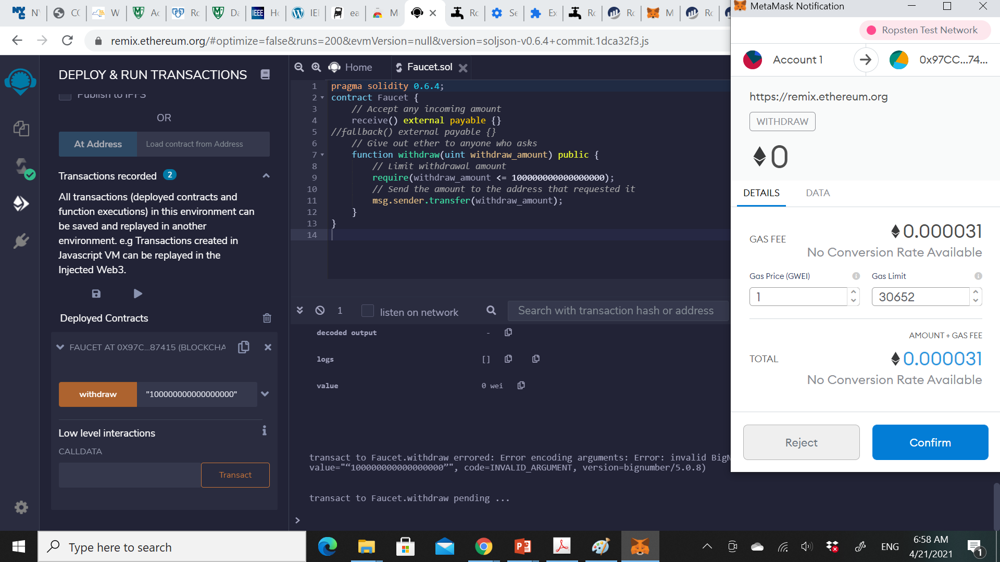 NY
CC
W
Ac
Rc
Da
IEEE
Hc
IEI
ea
M
Rc
Se
Ex
Rc
Rc
M
Rc
remix.ethereum.org/#optimize=false&runs=200&evmVersion=null&version=soljson-v0.6.4+commit.1dca32f3.js
DEPLOY & RUN TRANSACTIONS
Publish to IPFS
OR
At Address
Load contract from Address
Transactions recorded 2
All transactions (deployed contracts and
function executions) in this environment can
be saved and replayed in another
environment. e.g Transactions created in
Javascript VM can be replayed in the
Injected Web3.
Deployed Contracts
FAUCET AT 0X97C...87415 (BLOCKCHA
withdraw
"100000000000000000"
Low level interactions
CALLDATA
Transact
Home
Faucet.sol
1 pragma solidity 0.6.4;
2 contract Faucet {
3 // Accept any incoming amount
4 receive() external payable {}
5 //fallback() external payable {}
6 // Give out ether to anyone who asks
7 function withdraw(uint withdraw_amount) public {
8 // Limit withdrawal amount
9 require(withdraw_amount <= 100000000000000000);
10 // Send the amount to the address that requested it
11 msg.sender.transfer(withdraw_amount);
12 }
13 }
14
1
listen on network
Search with transaction hash or address
decoded output -
logs []
value 0 wei
transact to Faucet.withdraw errored: Error encoding arguments: Error: invalid BigN
value="“100000000000000000”", code=INVALID_ARGUMENT, version=bignumber/5.0.8)
transact to Faucet.withdraw pending ...
>
MetaMask Notification
Ropsten Test Network
Account 1
0x97CC...74...
https://remix.ethereum.org
WITHDRAW
0
DETAILS
DATA
GAS FEE
0.000031
No Conversion Rate Available
Gas Price (GWEI)
Gas Limit
1
30652
AMOUNT + GAS FEE
TOTAL
0.000031
No Conversion Rate Available
Reject
Confirm
Type here to search
ENG
6:58 AM
4/21/2021
1